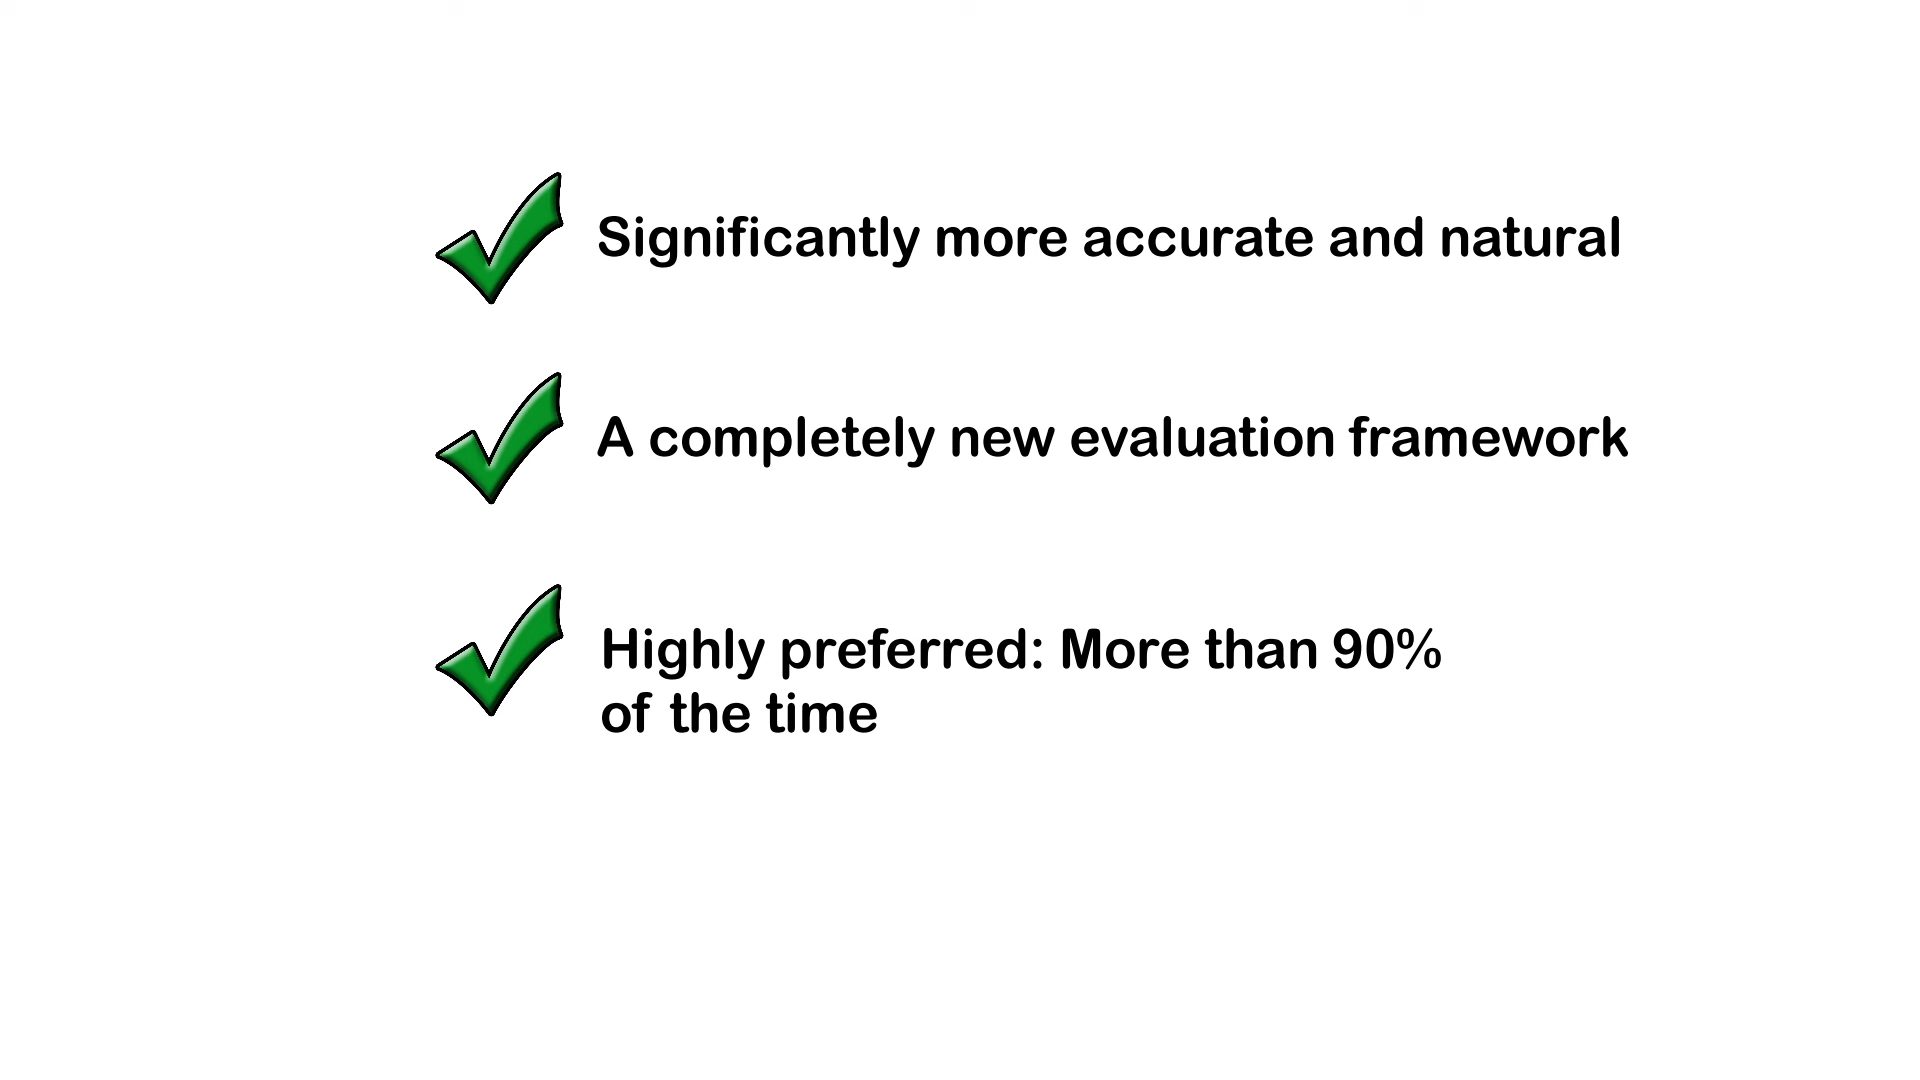 Significantly more accurate and natural
A completely new evaluation framework
Highly preferred: More than 90%
of the time